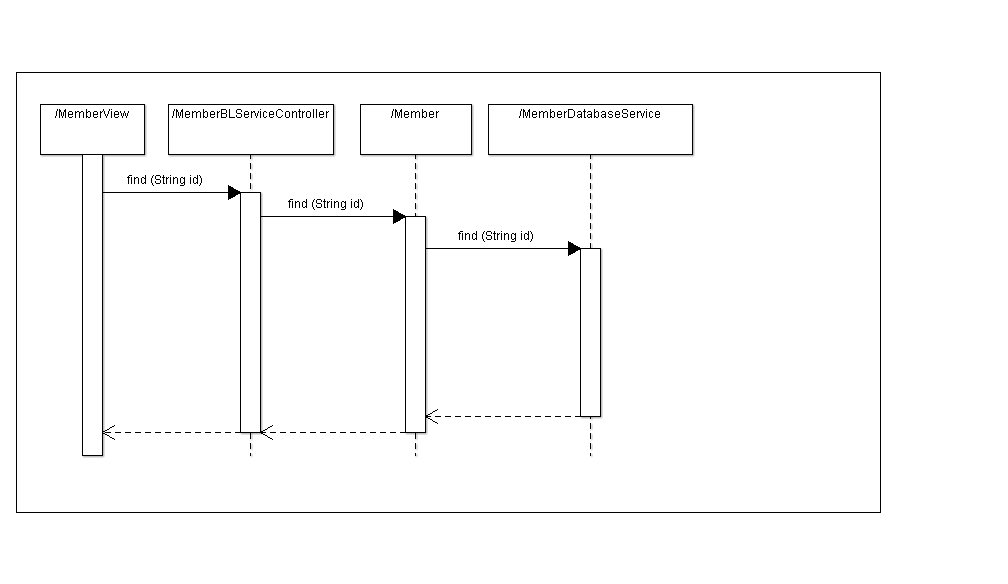 /MemberView
/MemberBLServiceController
/Member
/MemberDatabaseService
find (String id)
find (String id)
find (String id)